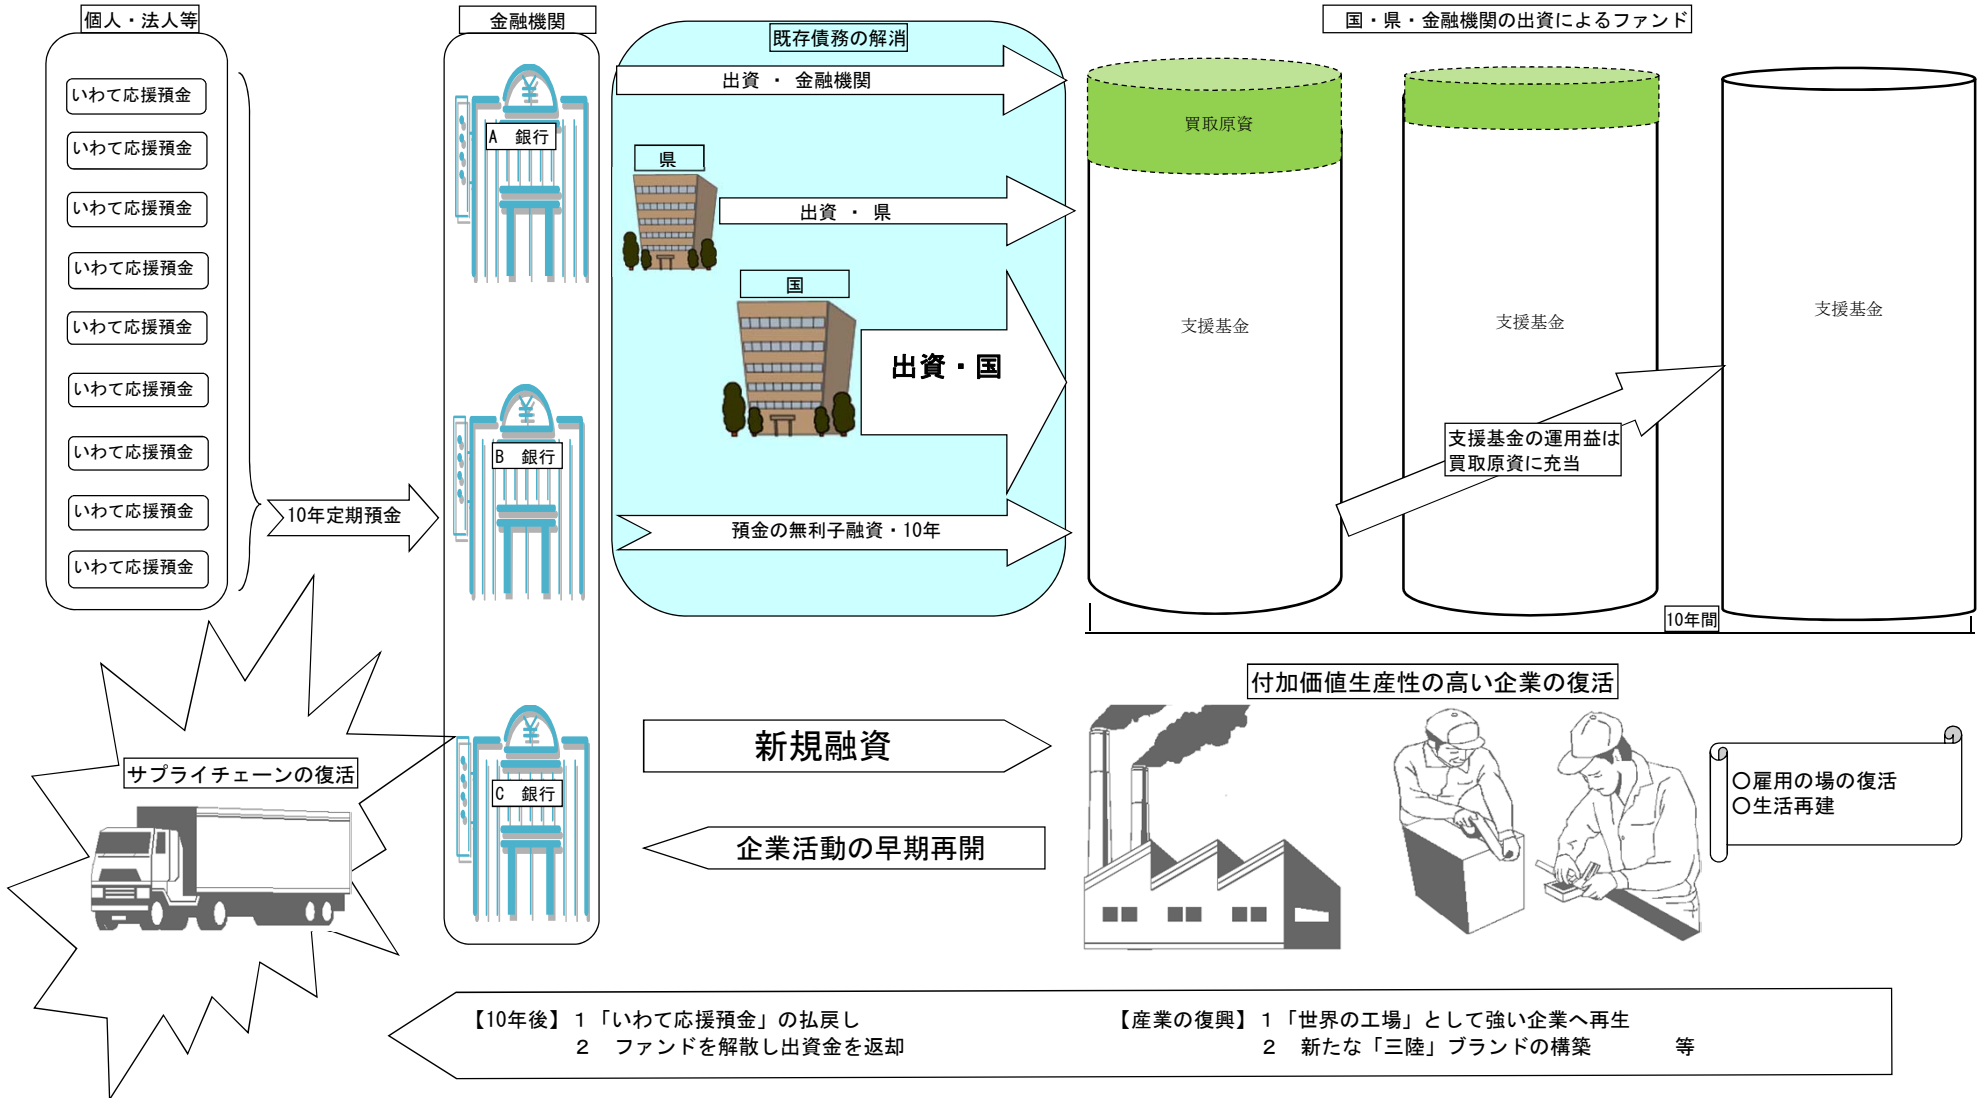 個人・法人等
いわて応援預金
いわて応援預金
いわて応援預金
いわて応援預金
いわて応援預金
いわて応援預金
いわて応援預金
いわて応援預金
いわて応援預金
10年定期預金
金融機関
¥
A　銀行
¥
B　銀行
¥
C　銀行
既存債務の解消
出資 ・ 金融機関
県
出資 ・ 県
国
出資・国
預金の無利子融資・10年
国・県・金融機関の出資によるファンド
買取原資
支援基金
支援基金
支援基金
支援基金の運用益は
買取原資に充当
10年間
サプライチェーンの復活
新規融資
企業活動の早期再開
付加価値生産性の高い企業の復活
〇雇用の場の復活
〇生活再建
【10年後】１「いわて応援預金」の払戻し
２　ファンドを解散し出資金を返却
【産業の復興】１「世界の工場」として強い企業へ再生
２　新たな「三陸」ブランドの構築　　　　等